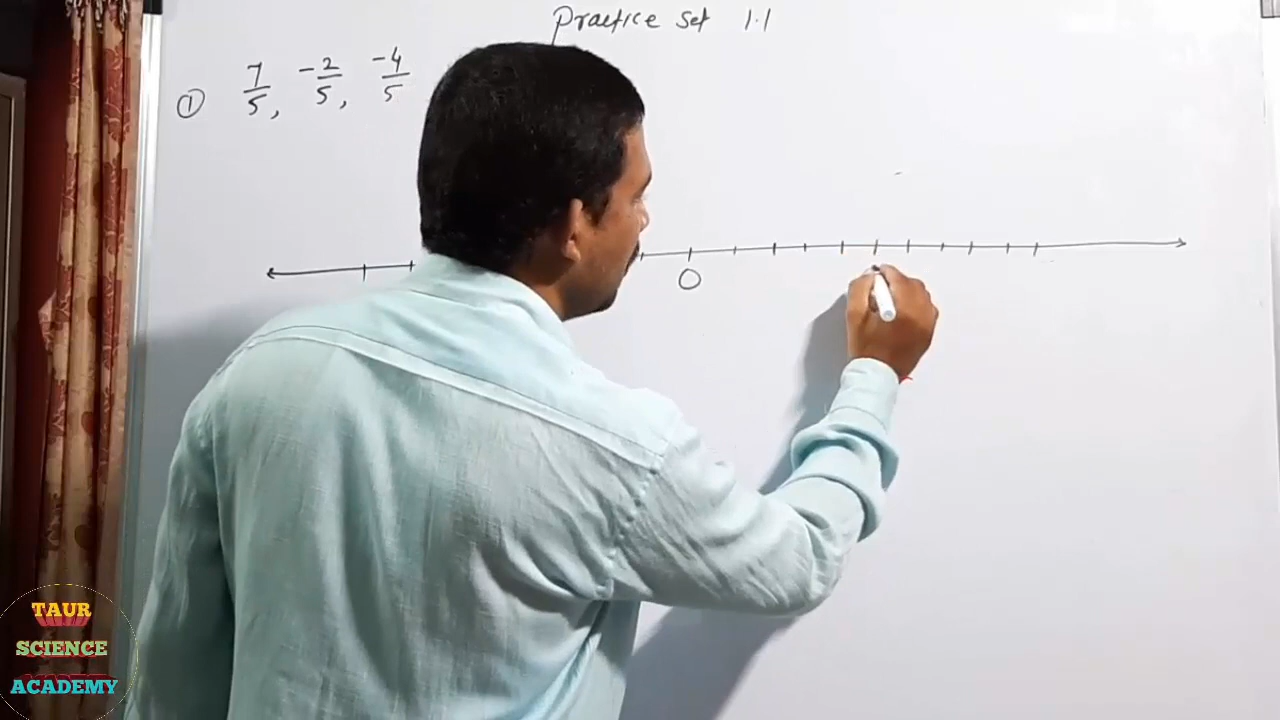 Practice Set 1.1
① 7/5, -2/5, -4/5
0
TAUR
SCIENCE
ACADEMY